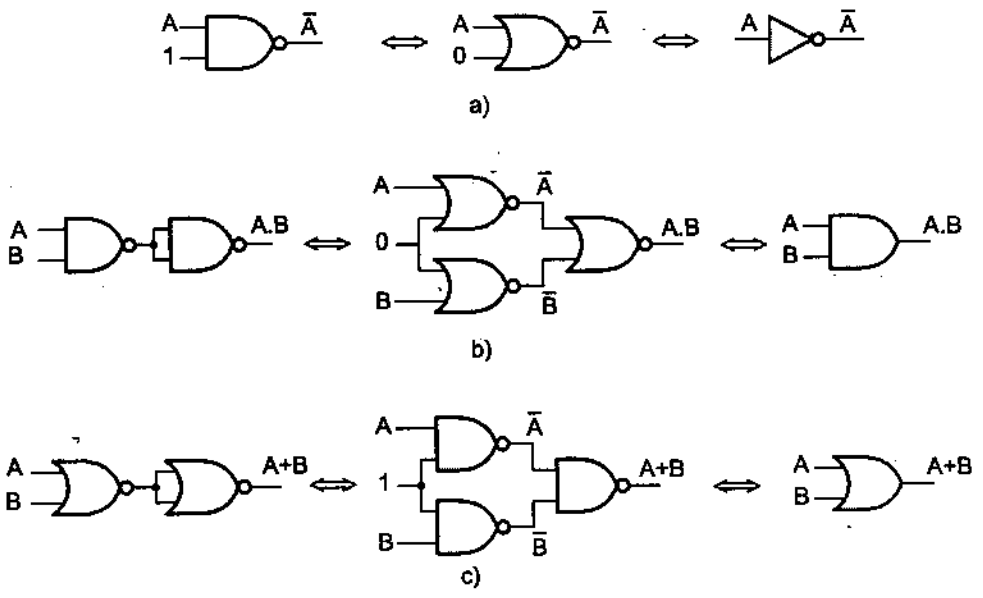 A Ā A Ā A Ā
1 0
a)
A Ā
A B A.B 0 A.B A B A.B
B B̄
b)
A Ā
A B A+B 1 A+B A B A+B
B B̄
c)